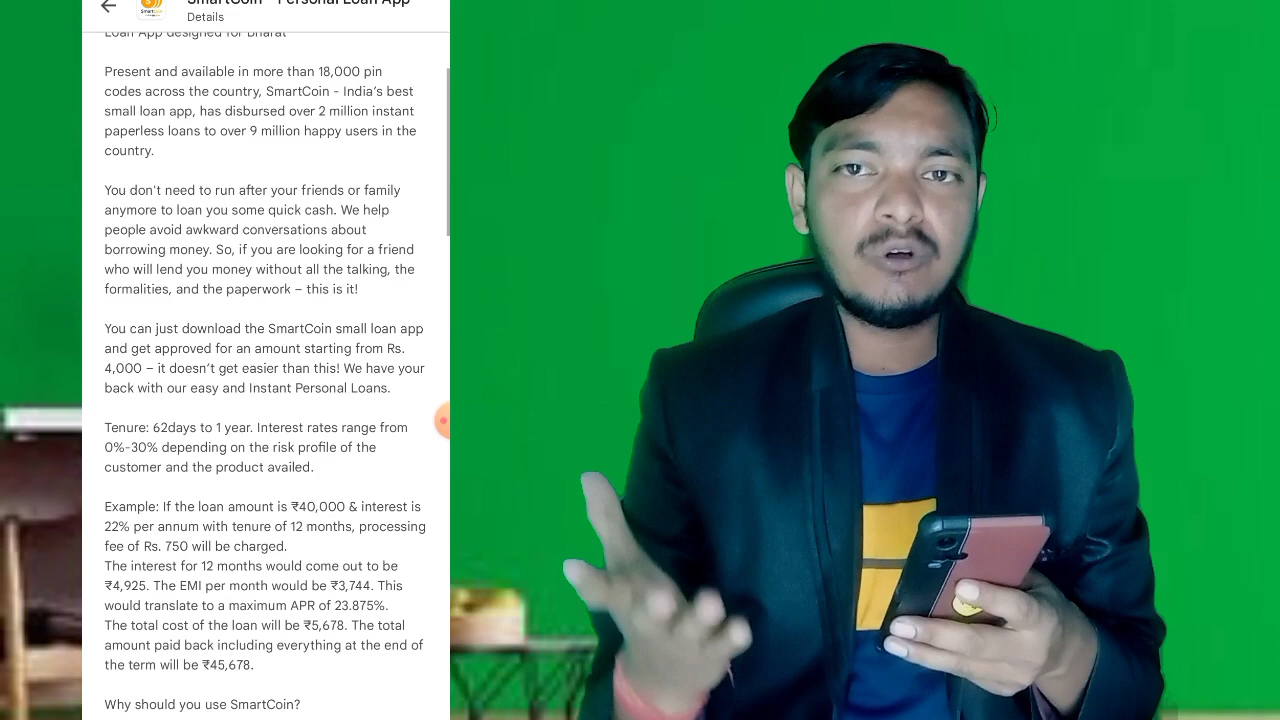 SmartCoin - Personal Loan App
Details
Loan App designed for Bharat
Present and available in more than 18,000 pin
codes across the country, SmartCoin - India’s best
small loan app, has disbursed over 2 million instant
paperless loans to over 9 million happy users in the
country.
You don't need to run after your friends or family
anymore to loan you some quick cash. We help
people avoid awkward conversations about
borrowing money. So, if you are looking for a friend
who will lend you money without all the talking, the
formalities, and the paperwork – this is it!
You can just download the SmartCoin small loan app
and get approved for an amount starting from Rs.
4,000 – it doesn’t get easier than this! We have your
back with our easy and Instant Personal Loans.
Tenure: 62days to 1 year. Interest rates range from
0%-30% depending on the risk profile of the
customer and the product availed.
Example: If the loan amount is ₹40,000 & interest is
22% per annum with tenure of 12 months, processing
fee of Rs. 750 will be charged.
The interest for 12 months would come out to be
₹4,925. The EMI per month would be ₹3,744. This
would translate to a maximum APR of 23.875%.
The total cost of the loan will be ₹5,678. The total
amount paid back including everything at the end of
the term will be ₹45,678.
Why should you use SmartCoin?